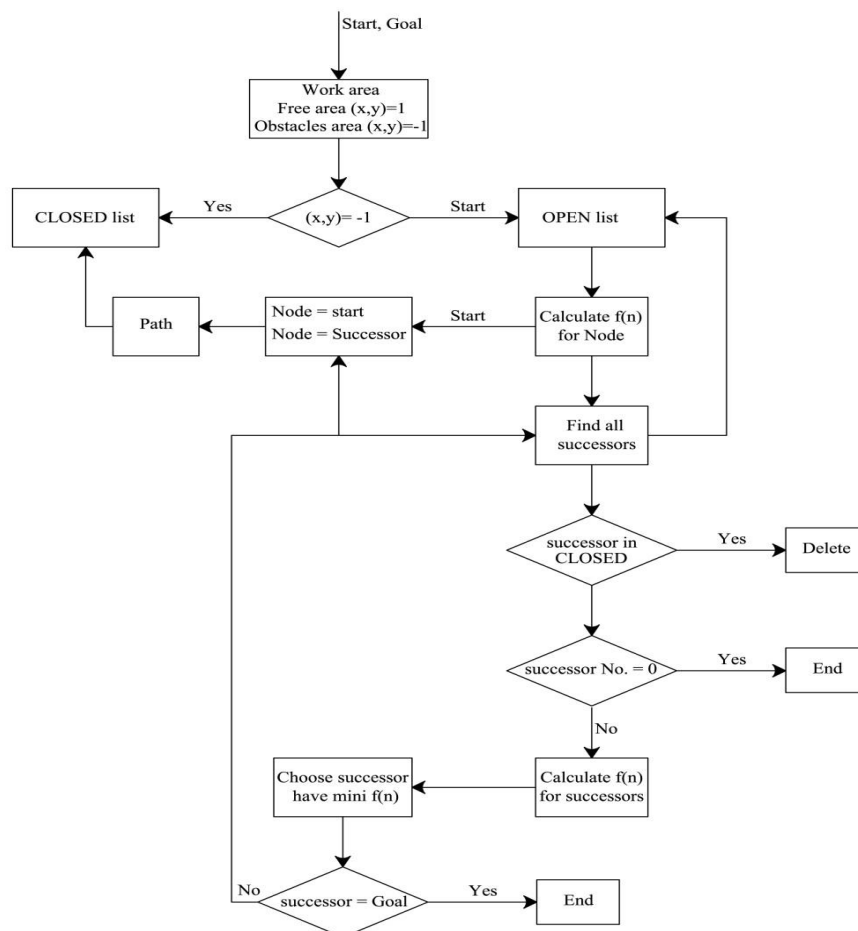 Start, Goal
Work area
Free area (x,y)=1
Obstacles area (x,y)=-1
CLOSED list
Yes
(x,y)= -1
Start
OPEN list
Path
Node = start
Node = Successor
Start
Calculate f(n)
for Node
Find all
successors
successor in
CLOSED
Yes
Delete
successor No. = 0
Yes
End
No
Choose successor
have mini f(n)
Calculate f(n)
for successors
No
successor = Goal
Yes
End